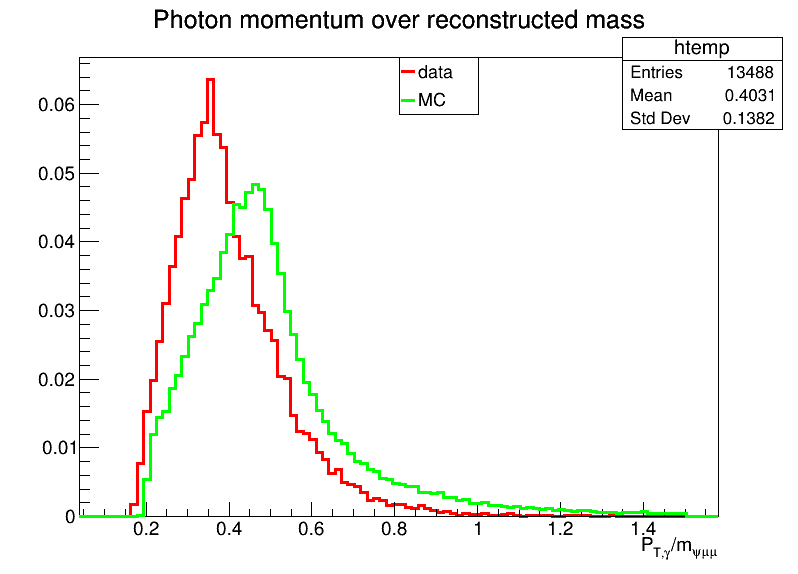 Photon momentum over reconstructed mass
htemp
Entries 13488
Mean 0.4031
Std Dev 0.1382
data
MC
0.06
0.05
0.04
0.03
0.02
0.01
0
0.2 0.4 0.6 0.8 1 1.2 1.4
P_{T,γ}/m_{ψμμ}